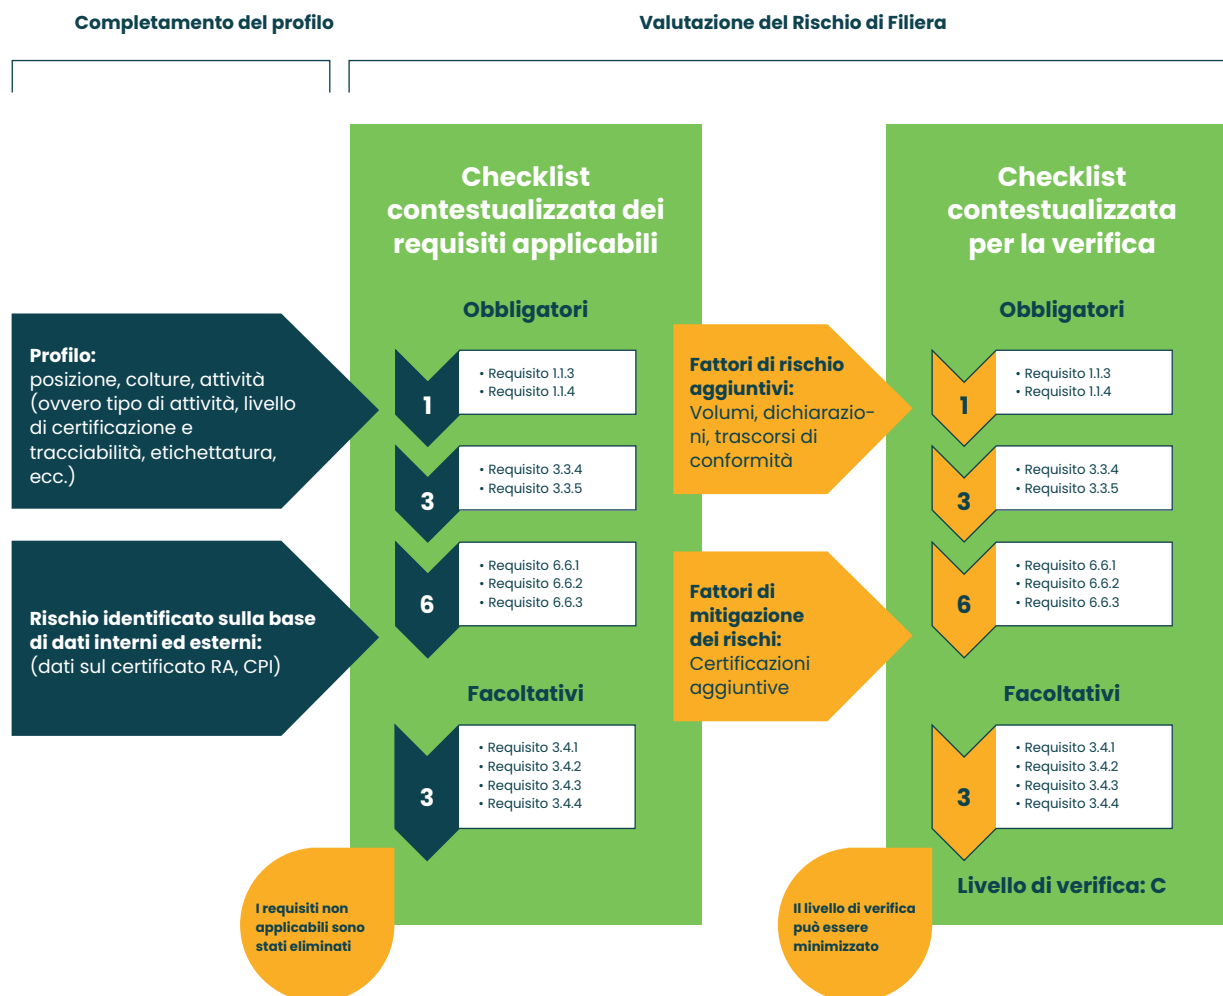 Completamento del profilo
Valutazione del Rischio di Filiera
Profilo:
posizione, colture, attività
(ovvero tipo di attività, livello
di certificazione e
tracciabilità, etichettatura,
ecc.)
Rischio identificato sulla base
di dati interni ed esterni:
(dati sul certificato RA, CPI)
Checklist
contestualizzata dei
requisiti applicabili
Obbligatori
1
• Requisito 1.1.3
• Requisito 1.1.4
3
• Requisito 3.3.4
• Requisito 3.3.5
6
• Requisito 6.6.1
• Requisito 6.6.2
• Requisito 6.6.3
Facoltativi
3
• Requisito 3.4.1
• Requisito 3.4.2
• Requisito 3.4.3
• Requisito 3.4.4
I requisiti non
applicabili sono
stati eliminati
Fattori di rischio
aggiuntivi:
Volumi, dichiarazio-
ni, trascorsi di
conformità
Fattori di
mitigazione
dei rischi:
Certificazioni
aggiuntive
Checklist
contestualizzata
per la verifica
Obbligatori
1
• Requisito 1.1.3
• Requisito 1.1.4
3
• Requisito 3.3.4
• Requisito 3.3.5
6
• Requisito 6.6.1
• Requisito 6.6.2
• Requisito 6.6.3
Facoltativi
3
• Requisito 3.4.1
• Requisito 3.4.2
• Requisito 3.4.3
• Requisito 3.4.4
Livello di verifica: C
Il livello di verifica
può essere
minimizzato